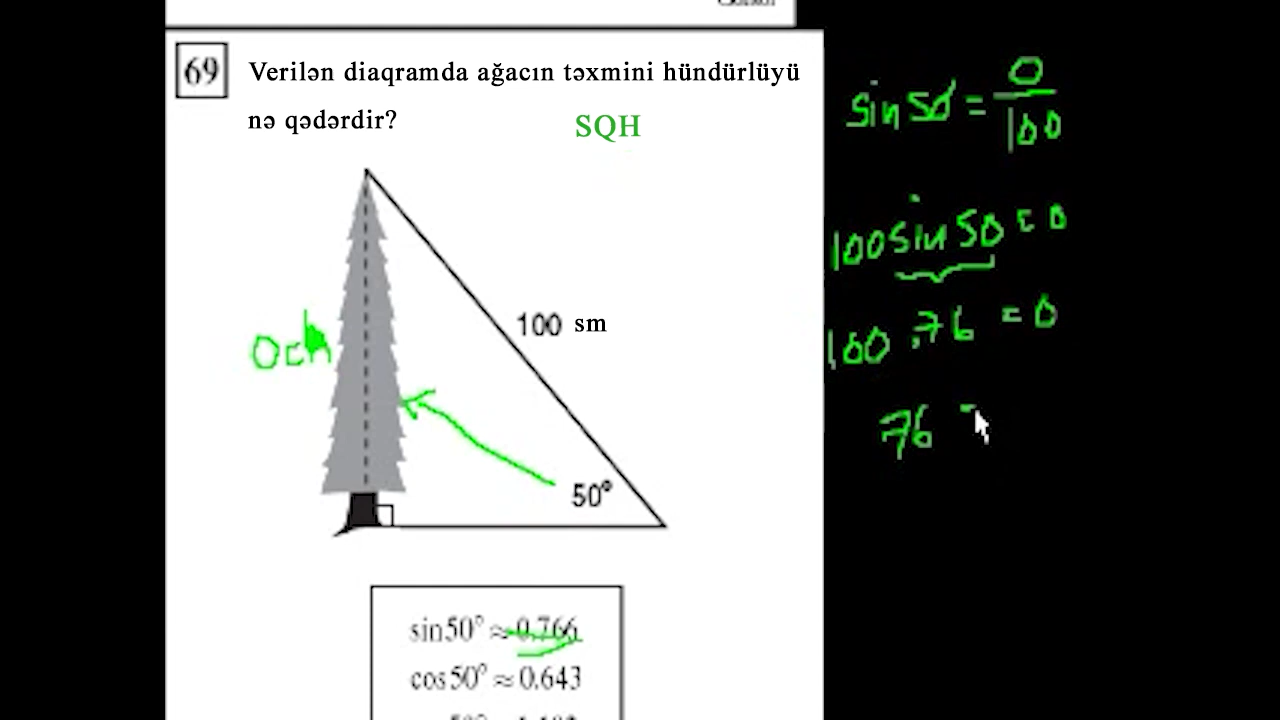 69 Verilən diaqramda ağacın təxmini hündürlüyü
nə qədərdir?
SQH
100 sm
50°
sin50° ≈ 0.766
cos50° ≈ 0.643
sin 50 = O/100
100 sin 50 = O
100 .76 = O
76